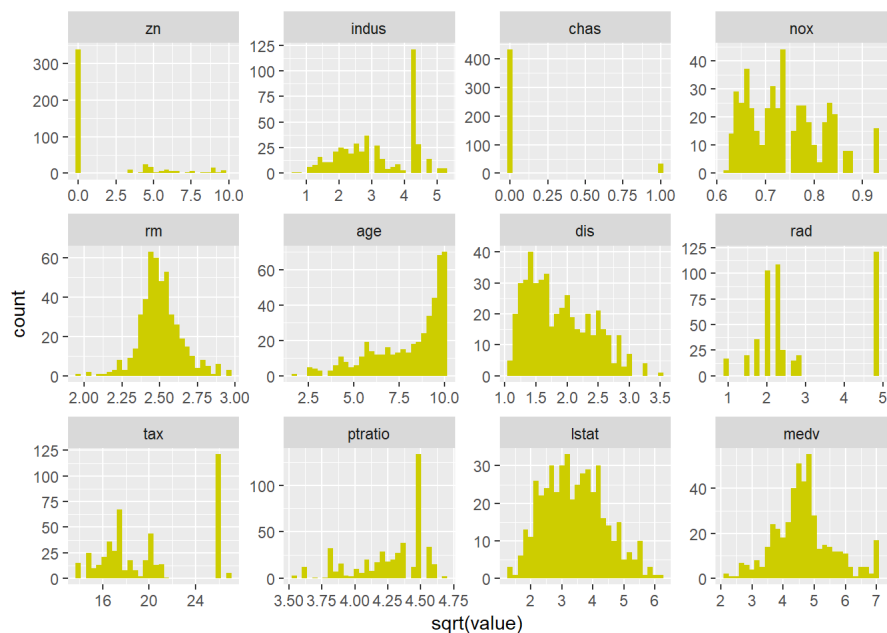 zn indus chas nox
300 200 100 0
125 100 75 50 25 0
400 300 200 100 0
40 30 20 10 0
0.0 2.5 5.0 7.5 10.0
1 2 3 4 5
0.00 0.25 0.50 0.75 1.00
0.6 0.7 0.8 0.9
rm age dis rad
60 40 20 0
60 40 20 0
40 30 20 10 0
125 100 75 50 25 0
2.00 2.25 2.50 2.75 3.00
2.5 5.0 7.5 10.0
1.0 1.5 2.0 2.5 3.0 3.5
1 2 3 4 5
tax ptratio lstat medv
125 100 75 50 25 0
100 50 0
30 20 10 0
40 20 0
16 20 24
3.50 3.75 4.00 4.25 4.50 4.75
2 3 4 5 6
2 3 4 5 6 7
count
sqrt(value)